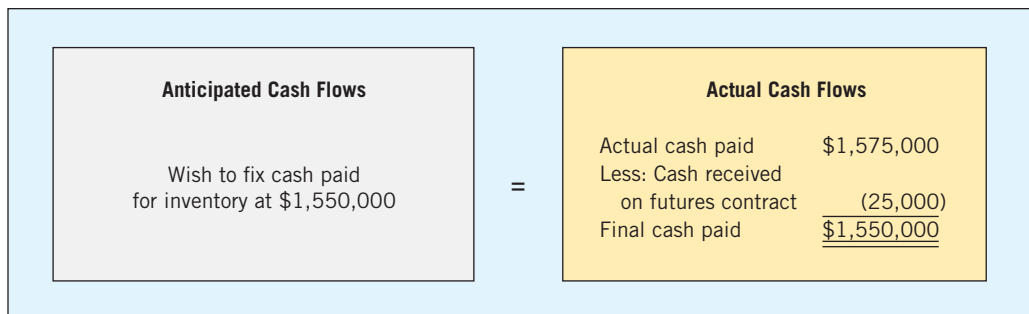 Anticipated Cash Flows
Wish to fix cash paid
for inventory at $1,550,000
=
Actual Cash Flows
Actual cash paid $1,575,000
Less: Cash received
on futures contract (25,000)
Final cash paid $1,550,000